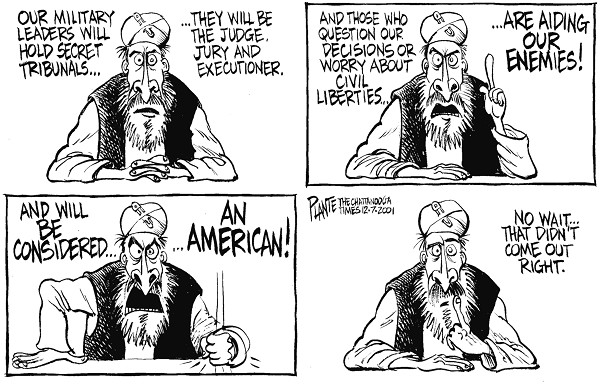 OUR MILITARY
LEADERS WILL
HOLD SECRET
TRIBUNALS...
...THEY WILL BE
THE JUDGE,
JURY AND
EXECUTIONER.
AND THOSE WHO
QUESTION OUR
DECISIONS OR
WORRY ABOUT
CIVIL
LIBERTIES...
...ARE AIDING
OUR
ENEMIES!
AND WILL
BE
CONSIDERED...
AN
...AMERICAN!
PLANTE THE CHATTANOOGA
TIMES 12-7-2001
NO WAIT...
THAT DIDN'T
COME OUT
RIGHT.